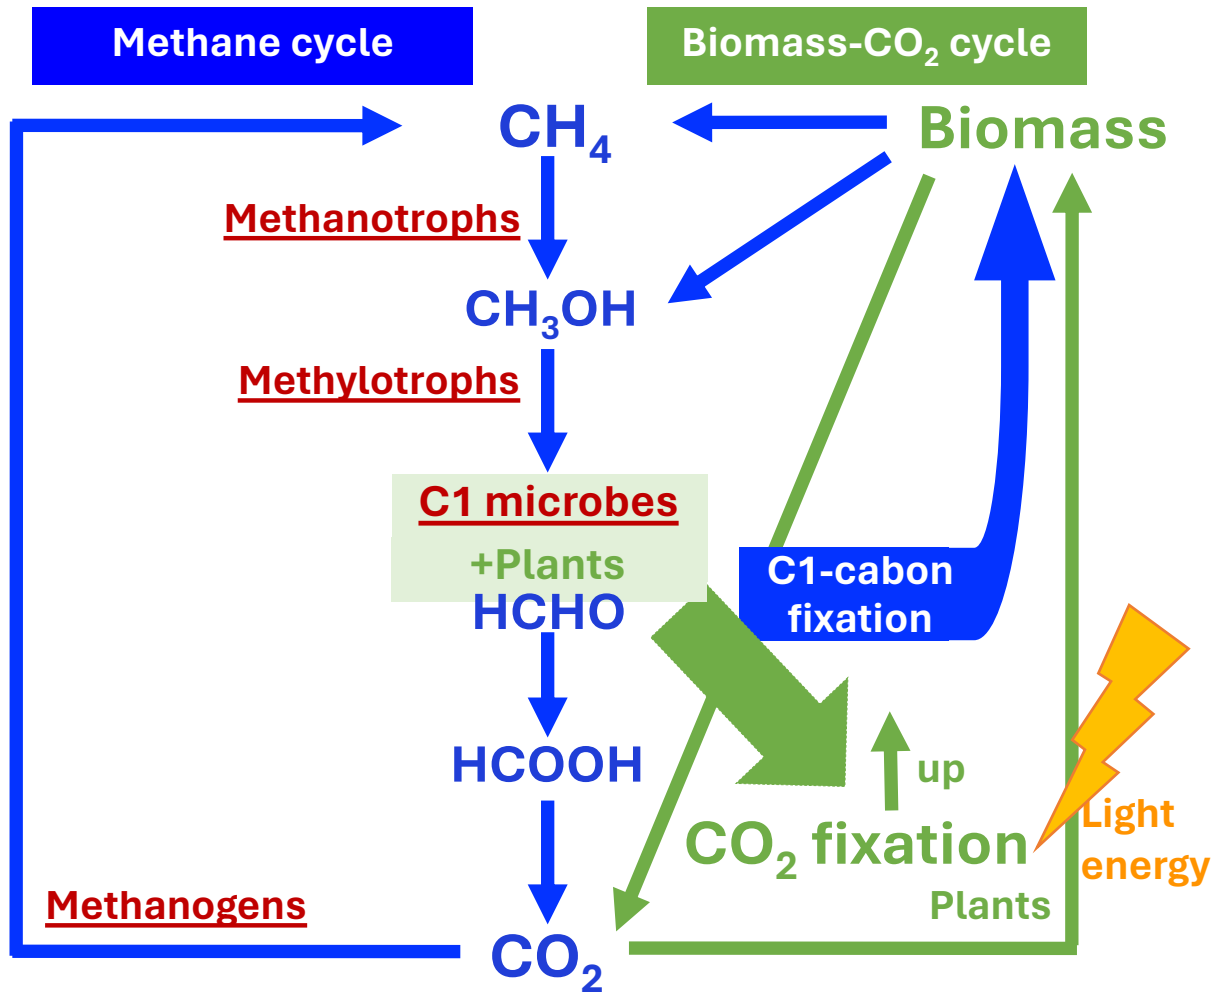 Methane cycle
Biomass-CO₂ cycle
CH₄
Biomass
Methanotrophs
CH₃OH
Methylotrophs
C1 microbes
+Plants
HCHO
C1-cabon
fixation
HCOOH
up
CO₂ fixation
Light
energy
Plants
Methanogens
CO₂